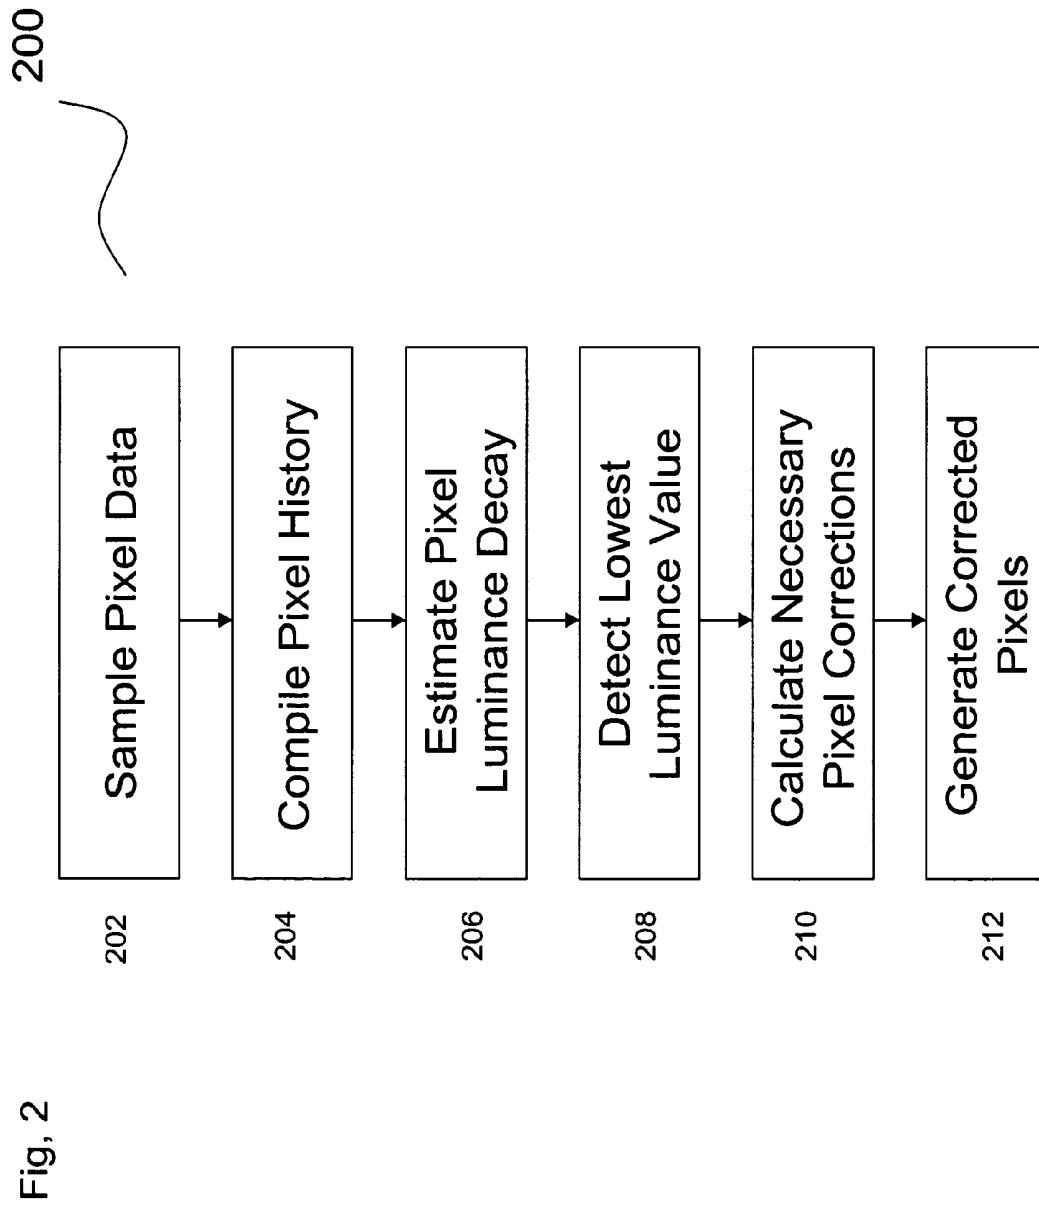 Fig, 2
200
202
Sample Pixel Data
204
Compile Pixel History
206
Estimate Pixel
Luminance Decay
208
Detect Lowest
Luminance Value
210
Calculate Necessary
Pixel Corrections
212
Generate Corrected
Pixels